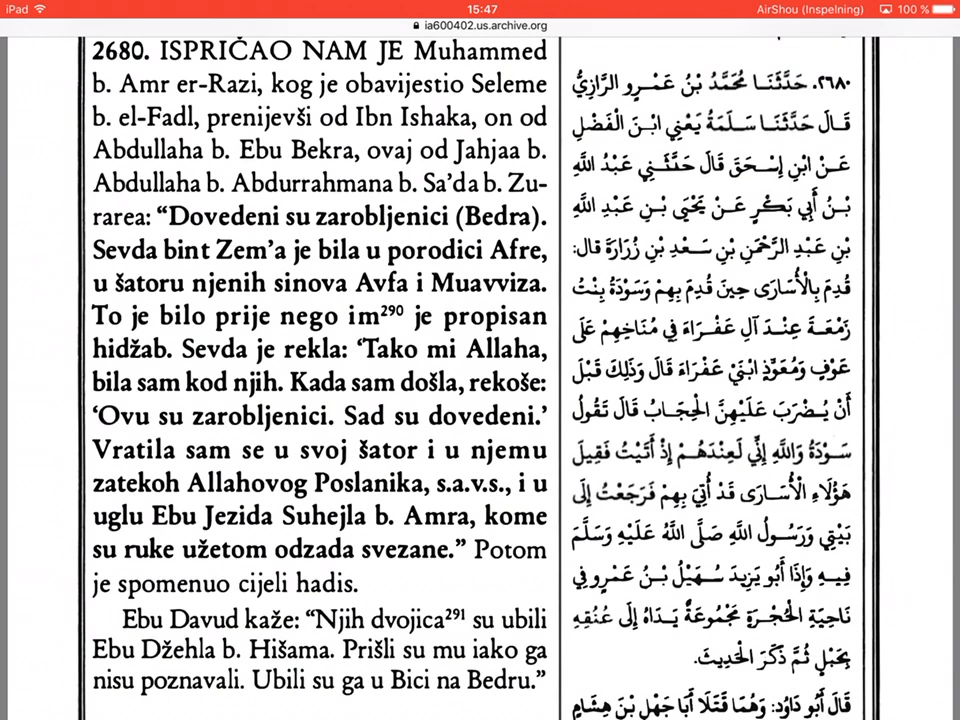 iPad
15:47
AirShou (Inspelning)
100 %
ia600402.us.archive.org
2680. ISPRIČAO NAM JE Muhammed
b. Amr er-Razi, kog je obavijestio Seleme
b. el-Fadl, prenijevši od Ibn Ishaka, on od
Abdullaha b. Ebu Bekra, ovaj od Jahjaa b.
Abdullaha b. Abdurrahmana b. Sa’da b. Zu-
rarea: “Dovedeni su zarobljenici (Bedra).
Sevda bint Zem’a je bila u porodici Afre,
u šatoru njenih sinova Avfa i Muavviza.
To je bilo prije nego im²⁹⁰ je propisan
hidžab. Sevda je rekla: ‘Tako mi Allaha,
bila sam kod njih. Kada sam došla, rekoše:
‘Ovu su zarobljenici. Sad su dovedeni.’
Vratila sam se u svoj šator i u njemu
zatekoh Allahovog Poslanika, s.a.v.s., i u
uglu Ebu Jezida Suhejla b. Amra, kome
su ruke užetom odzada svezane.” Potom
je spomenuo cijeli hadis.
Ebu Davud kaže: “Njih dvojica²⁹¹ su ubili
Ebu Džehla b. Hišama. Prišli su mu iako ga
nisu poznavali. Ubili su ga u Bici na Bedru.”
٢٦٨٠. حَدَّثَنَا مُحَمَّدُ بْنُ عَمْرٍو الرَّازِيُّ
قَالَ حَدَّثَنَا سَلَمَةُ يَعْنِي ابْنَ الْفَضْلِ
عَنْ ابْنِ إِسْحَقَ قَالَ حَدَّثَنِي عَبْدُ اللَّهِ
بْنُ أَبِي بَكْرٍ عَنْ يَحْيَى بْنِ عَبْدِ اللَّهِ
بْنِ عَبْدِ الرَّحْمَنِ بْنِ سَعْدِ بْنِ زُرَارَةَ قال:
قُدِمَ بِالْأُسَارَى حِينَ قُدِمَ بِهِمْ وَسَوْدَةُ بِنْتُ
زَمْعَةَ عِنْدَ آلِ عَفْرَاءَ فِي مُنَاخِهِمْ عَلَى
عَوْفٍ وَمُعَوِّذٍ ابْنَيْ عَفْرَاءَ قَالَ وَذَلِكَ قَبْلَ
أَنْ يُضْرَبَ عَلَيْهِنَّ الْحِجَابُ قَالَ تَقُولُ
سَوْدَةُ وَاللَّهِ إِنِّي لَعِنْدَهُمْ إِذْ أَتَيْتُ فَقِيلَ
هَؤُلَاءِ الْأُسَارَى قَدْ أُتِيَ بِهِمْ فَرَجَعْتُ إِلَى
بَيْتِي وَرَسُولُ اللَّهِ صَلَّى اللَّهُ عَلَيْهِ وَسَلَّمَ
فِيهِ وَإِذَا أَبُو يَزِيدَ سُهَيْلُ بْنُ عَمْرٍو فِي
نَاحِيَةِ الْحُجْرَةِ مَجْمُوعَةٌ يَدَاهُ إِلَى عُنُقِهِ
بِحَبْلٍ ثُمَّ ذَكَرَ الْحَدِيثَ.
قَالَ أَبُو دَاوُد: وَهُمَا قَتَلَا أَبَا جَهْلِ بْنَ هِشَامٍ